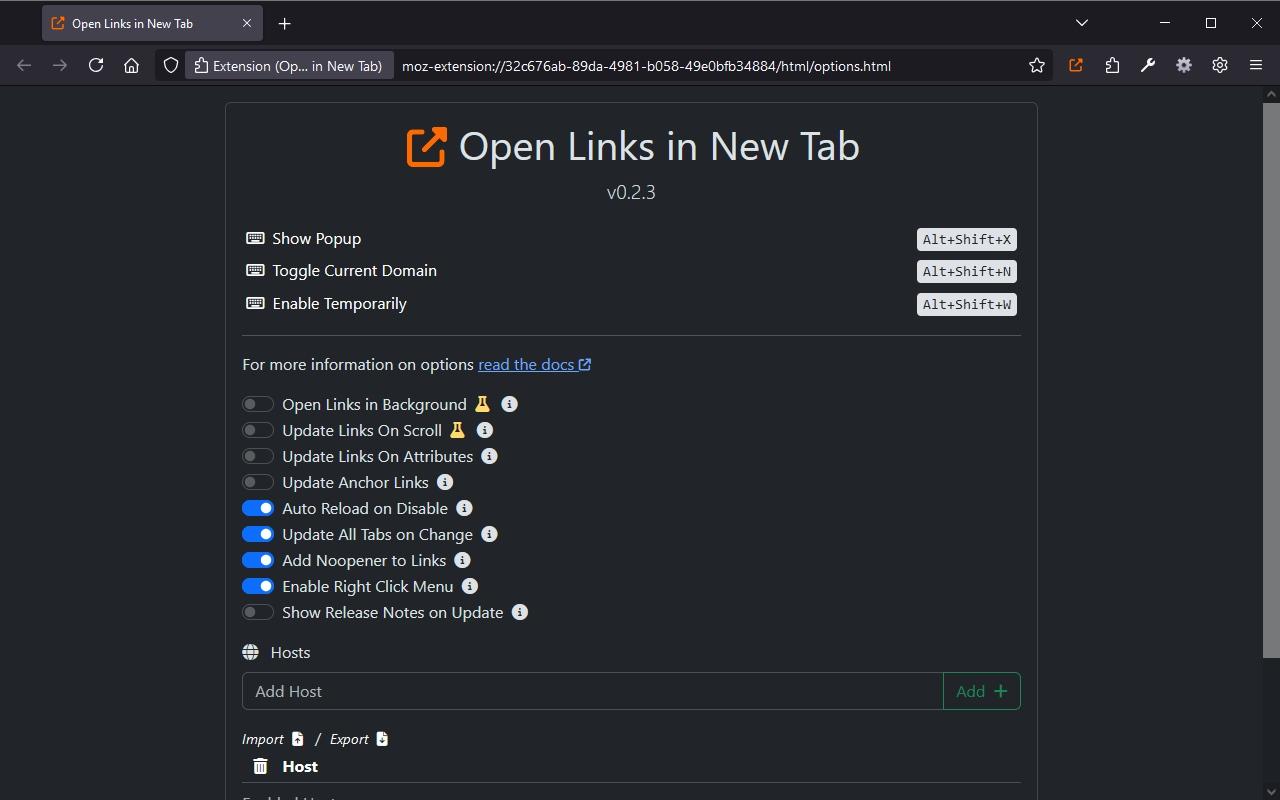 Open Links in New Tab
Extension (Op... in New Tab) moz-extension://32c676ab-89da-4981-b058-49e0bfb34884/html/options.html
Open Links in New Tab
v0.2.3
Show Popup Alt+Shift+X
Toggle Current Domain Alt+Shift+N
Enable Temporarily Alt+Shift+W
For more information on options read the docs
Open Links in Background
Update Links On Scroll
Update Links On Attributes
Update Anchor Links
Auto Reload on Disable
Update All Tabs on Change
Add Noopener to Links
Enable Right Click Menu
Show Release Notes on Update
Hosts
Add Host Add +
Import / Export
Host